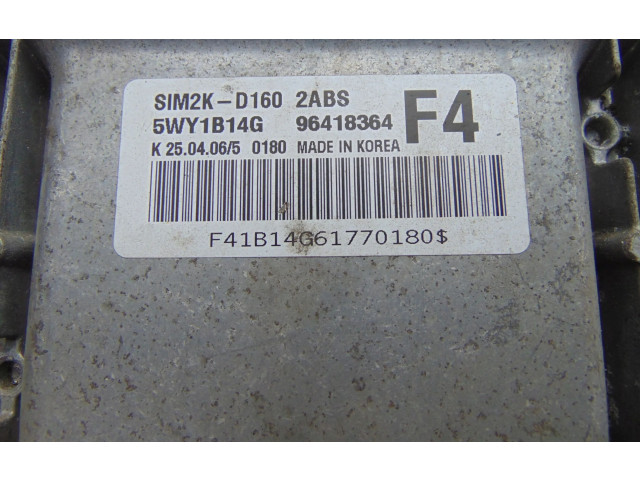 SIM2K-D160 2ABS
5WY1B14G 96418364 F4
K 25.04.06/5 0180 MADE IN KOREA
F41B14G61770180$